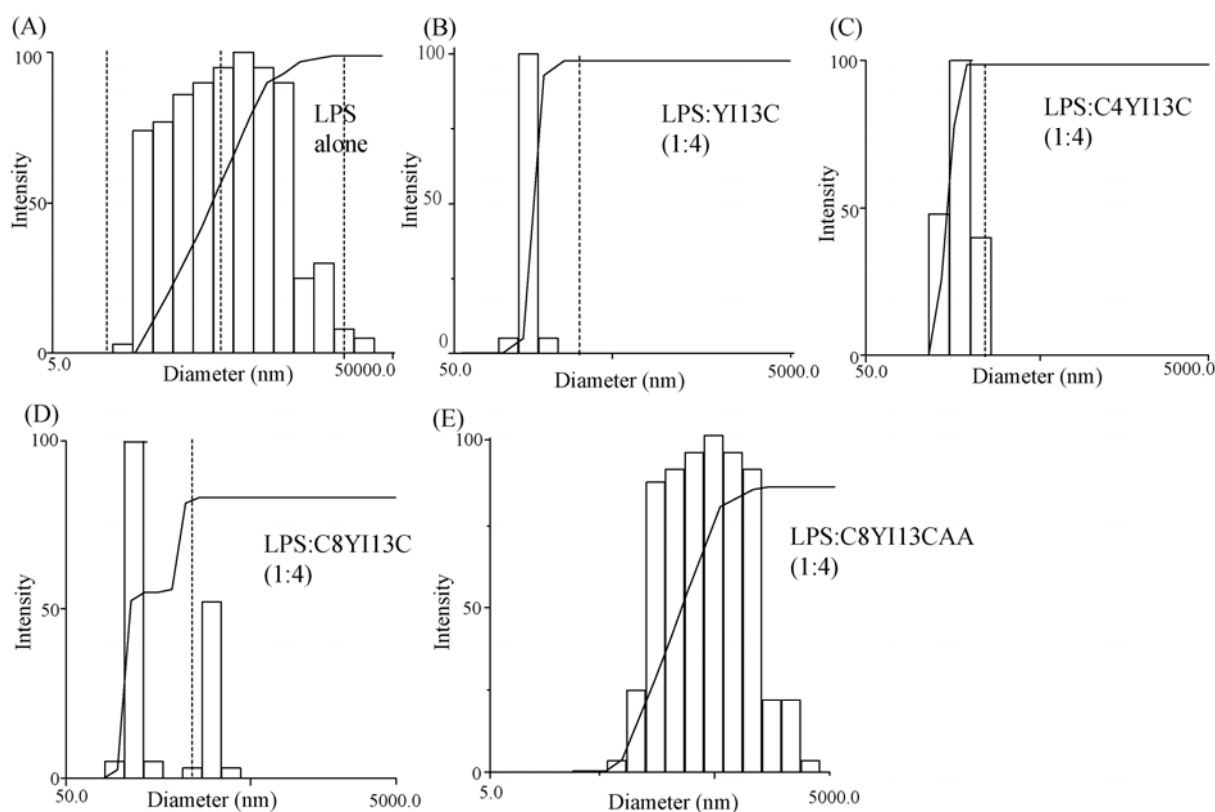 (A)
100
50
0
Intensity
LPS
alone
5.0
Diameter (nm)
50000.0
(B)
100
50
0
Intensity
LPS:YI13C
(1:4)
50.0
Diameter (nm)
5000.0
(C)
100
50
0
Intensity
LPS:C4YI13C
(1:4)
50.0
Diameter (nm)
5000.0
(D)
100
50
0
Intensity
LPS:C8YI13C
(1:4)
50.0
Diameter (nm)
5000.0
(E)
100
50
0
Intensity
LPS:C8YI13CAA
(1:4)
5.0
Diameter (nm)
5000.0